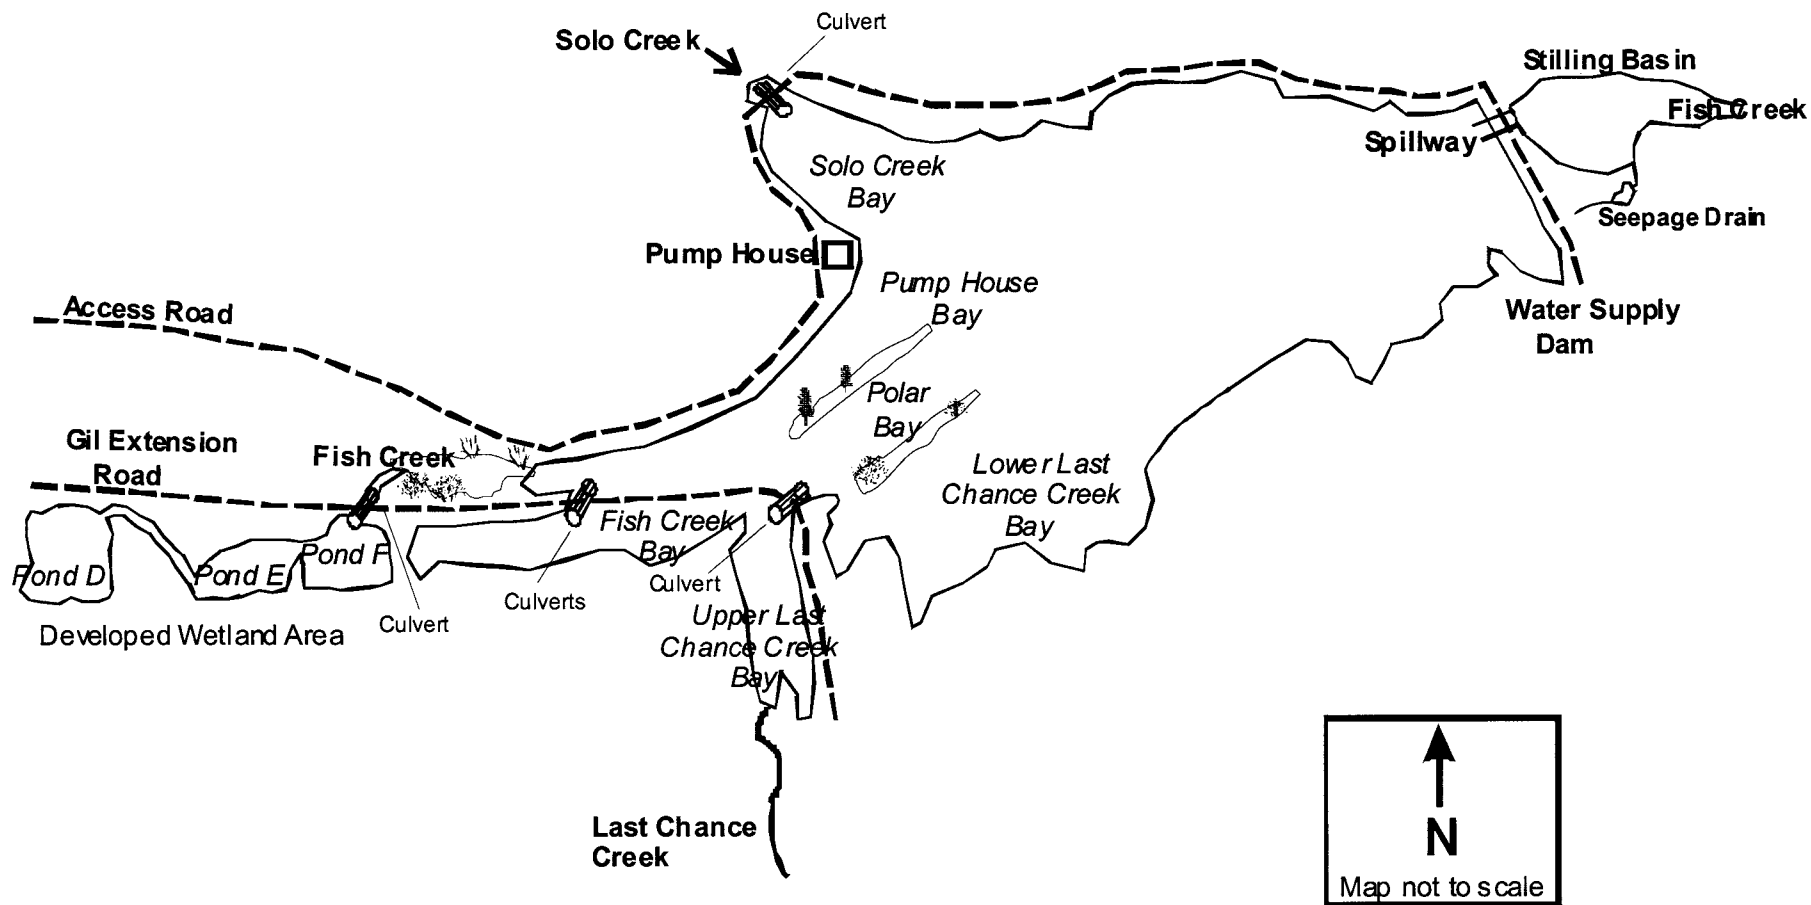 Culvert
Solo Creek
Stilling Basin
Fish Creek
Spillway
Solo Creek
Bay
Seepage Drain
Pump House
Pump House
Bay
Access Road
Water Supply
Dam
Polar
Bay
Gil Extension
Road
Fish Creek
Lower Last
Chance Creek
Bay
Fish Creek
Bay
Pond F
Pond E
Pond D
Culvert
Culverts
Culvert
Developed Wetland Area
Upper Last
Chance Creek
Bay
Last Chance
Creek
N
Map not to scale